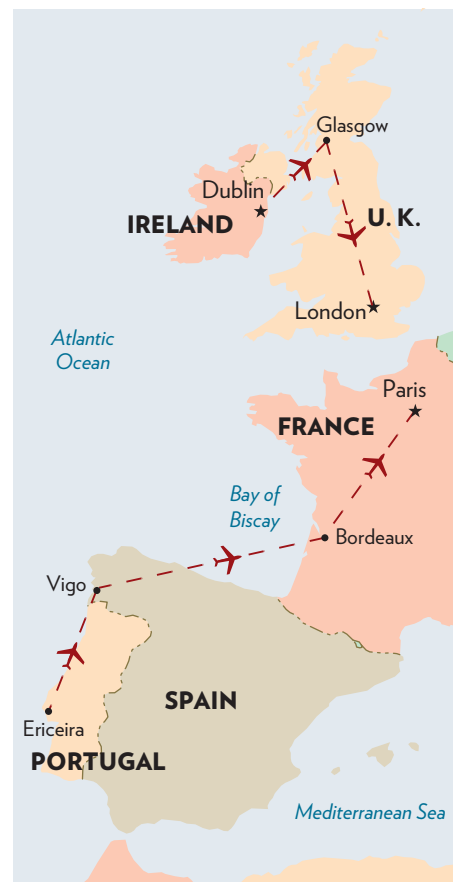 Glasgow
Dublin
IRELAND
U. K.
London
Atlantic
Ocean
Paris
FRANCE
Bay of
Biscay
Bordeaux
Vigo
SPAIN
Ericeira
PORTUGAL
Mediterranean Sea